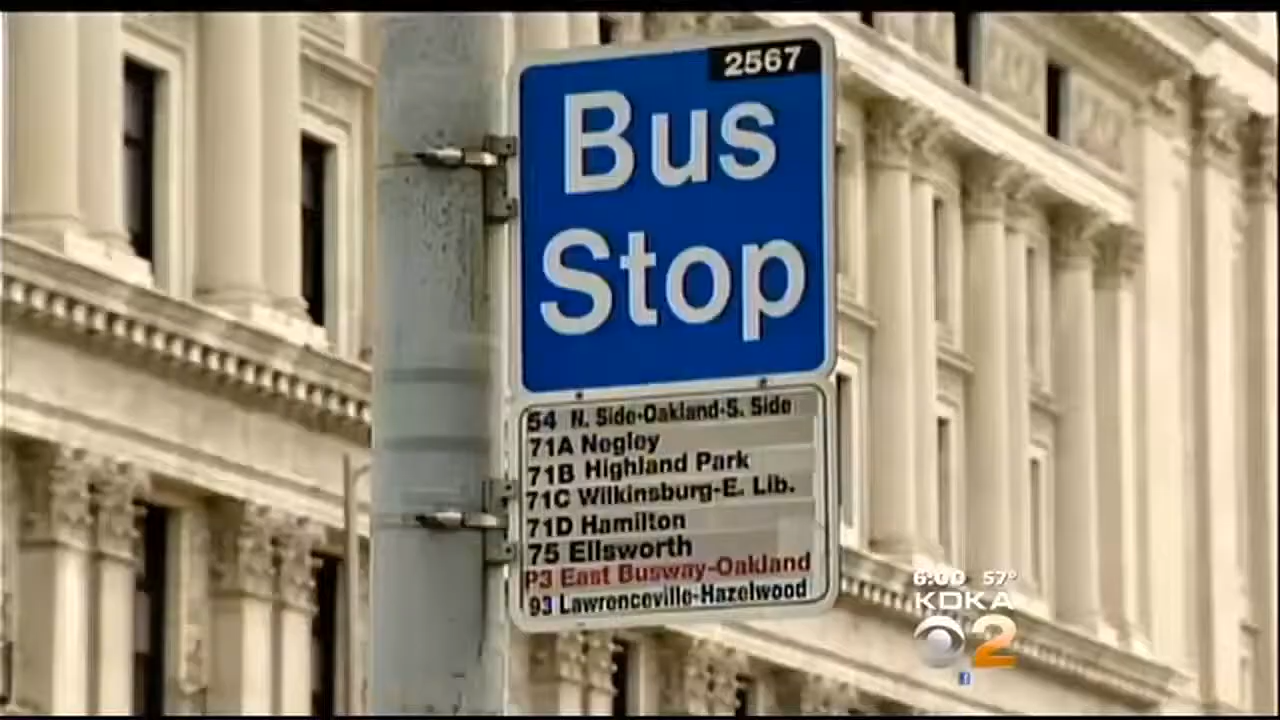 2567
Bus
Stop
54 N. Side-Oakland-S. Side
71A Negley
71B Highland Park
71C Wilkinsburg-E. Lib.
71D Hamilton
75 Ellsworth
P3 East Busway-Oakland
93 Lawrenceville-Hazelwood
6:00 57°
KDKA
2
f